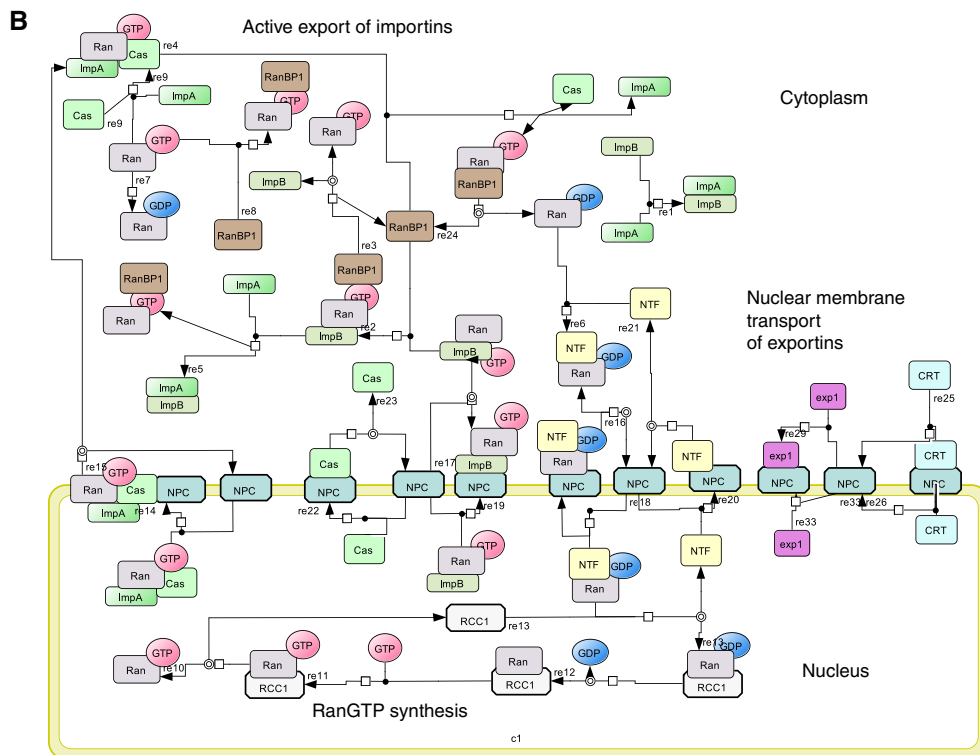 B
Active export of importins
GTP
Ran
Cas
re4
ImpA
re9
RanBP1
GTP
Ran
Cas
ImpA
Cytoplasm
Cas
re9
ImpA
GTP
Ran
GTP
Ran
re7
GTP
Ran
RanBP1
ImpB
ImpA
ImpB
re1
ImpA
ImpB
GDP
Ran
re8
RanBP1
RanBP1
re24
GDP
Ran
re3
RanBP1
GTP
Ran
ImpB
re2
RanBP1
GTP
Ran
ImpA
re5
ImpA
ImpB
Ran
ImpB
GTP
NTF
re21
re6
NTF
GDP
Ran
Nuclear membrane
transport
of exportins
Cas
re23
exp1
CRT
re25
re15
GTP
Ran
Cas
ImpA
re14
NPC
NPC
Cas
NPC
re22
NPC
re17
GTP
Ran
ImpB
NPC
re19
NTF
GDP
Ran
NPC
re16
NPC
re18
NTF
NPC
re20
re29
exp1
NPC
re33
NPC
re33
re26
CRT
NPC
exp1
CRT
Cas
GTP
Ran
ImpB
NTF
GDP
Ran
NTF
GTP
Ran
Cas
ImpA
RCC1
re13
GTP
Ran
re10
GTP
Ran
RCC1
re11
GTP
Ran
RCC1
re12
GDP
re13
GDP
Ran
RCC1
Nucleus
RanGTP synthesis
c1